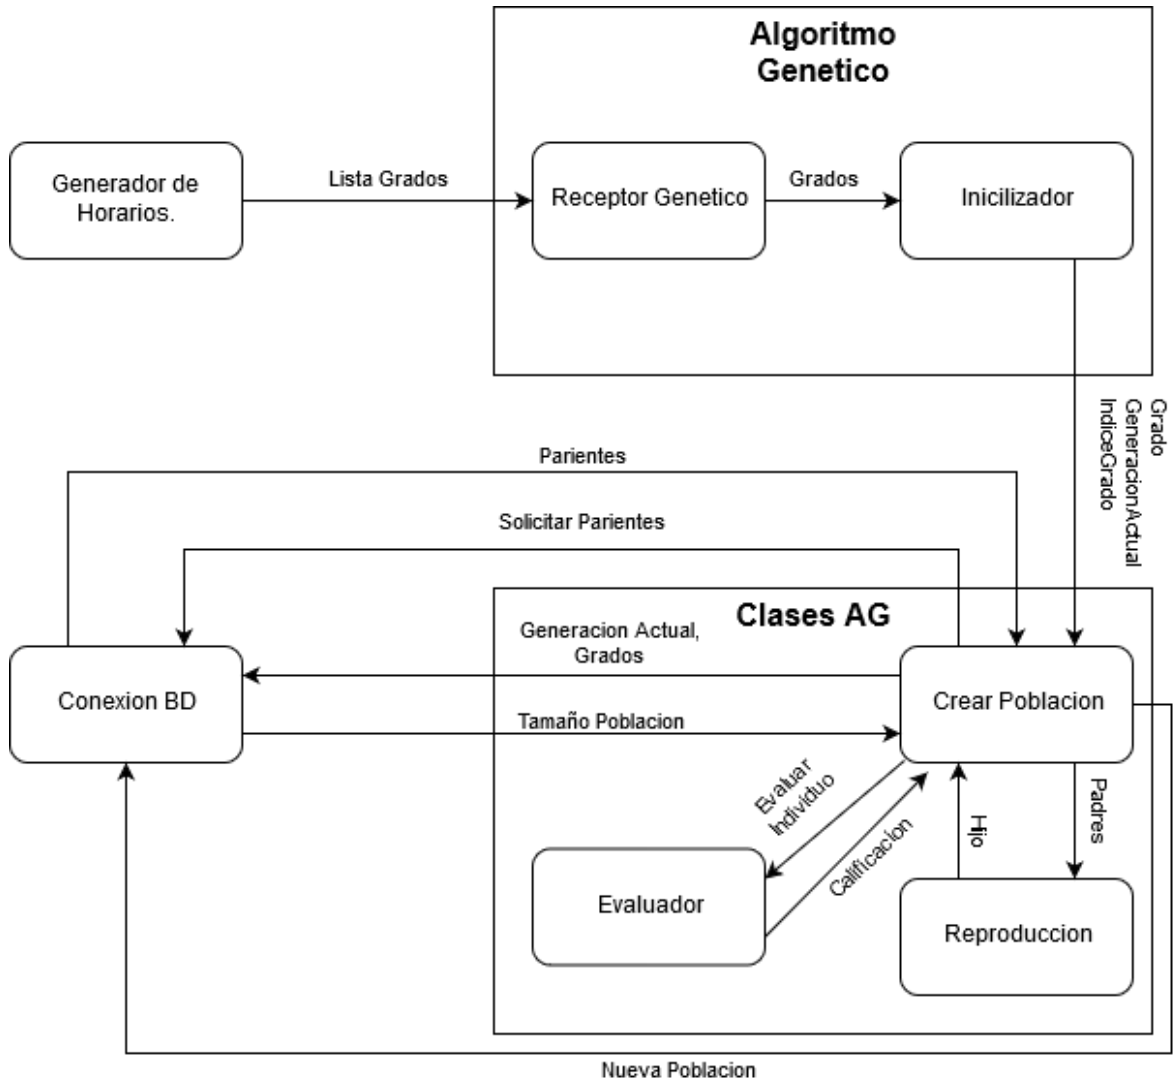 Algoritmo
Genetico
Generador de
Horarios.
Lista Grados
Receptor Genetico
Grados
Inicilizador
Grado
GeneracionActual
IndiceGrado
Parientes
Solicitar Parientes
Clases AG
Generacion Actual,
Grados
Conexion BD
Crear Poblacion
Tamaño Poblacion
Evaluar
Individuo
Calificacion
Hijo
Padres
Evaluador
Reproduccion
Nueva Poblacion